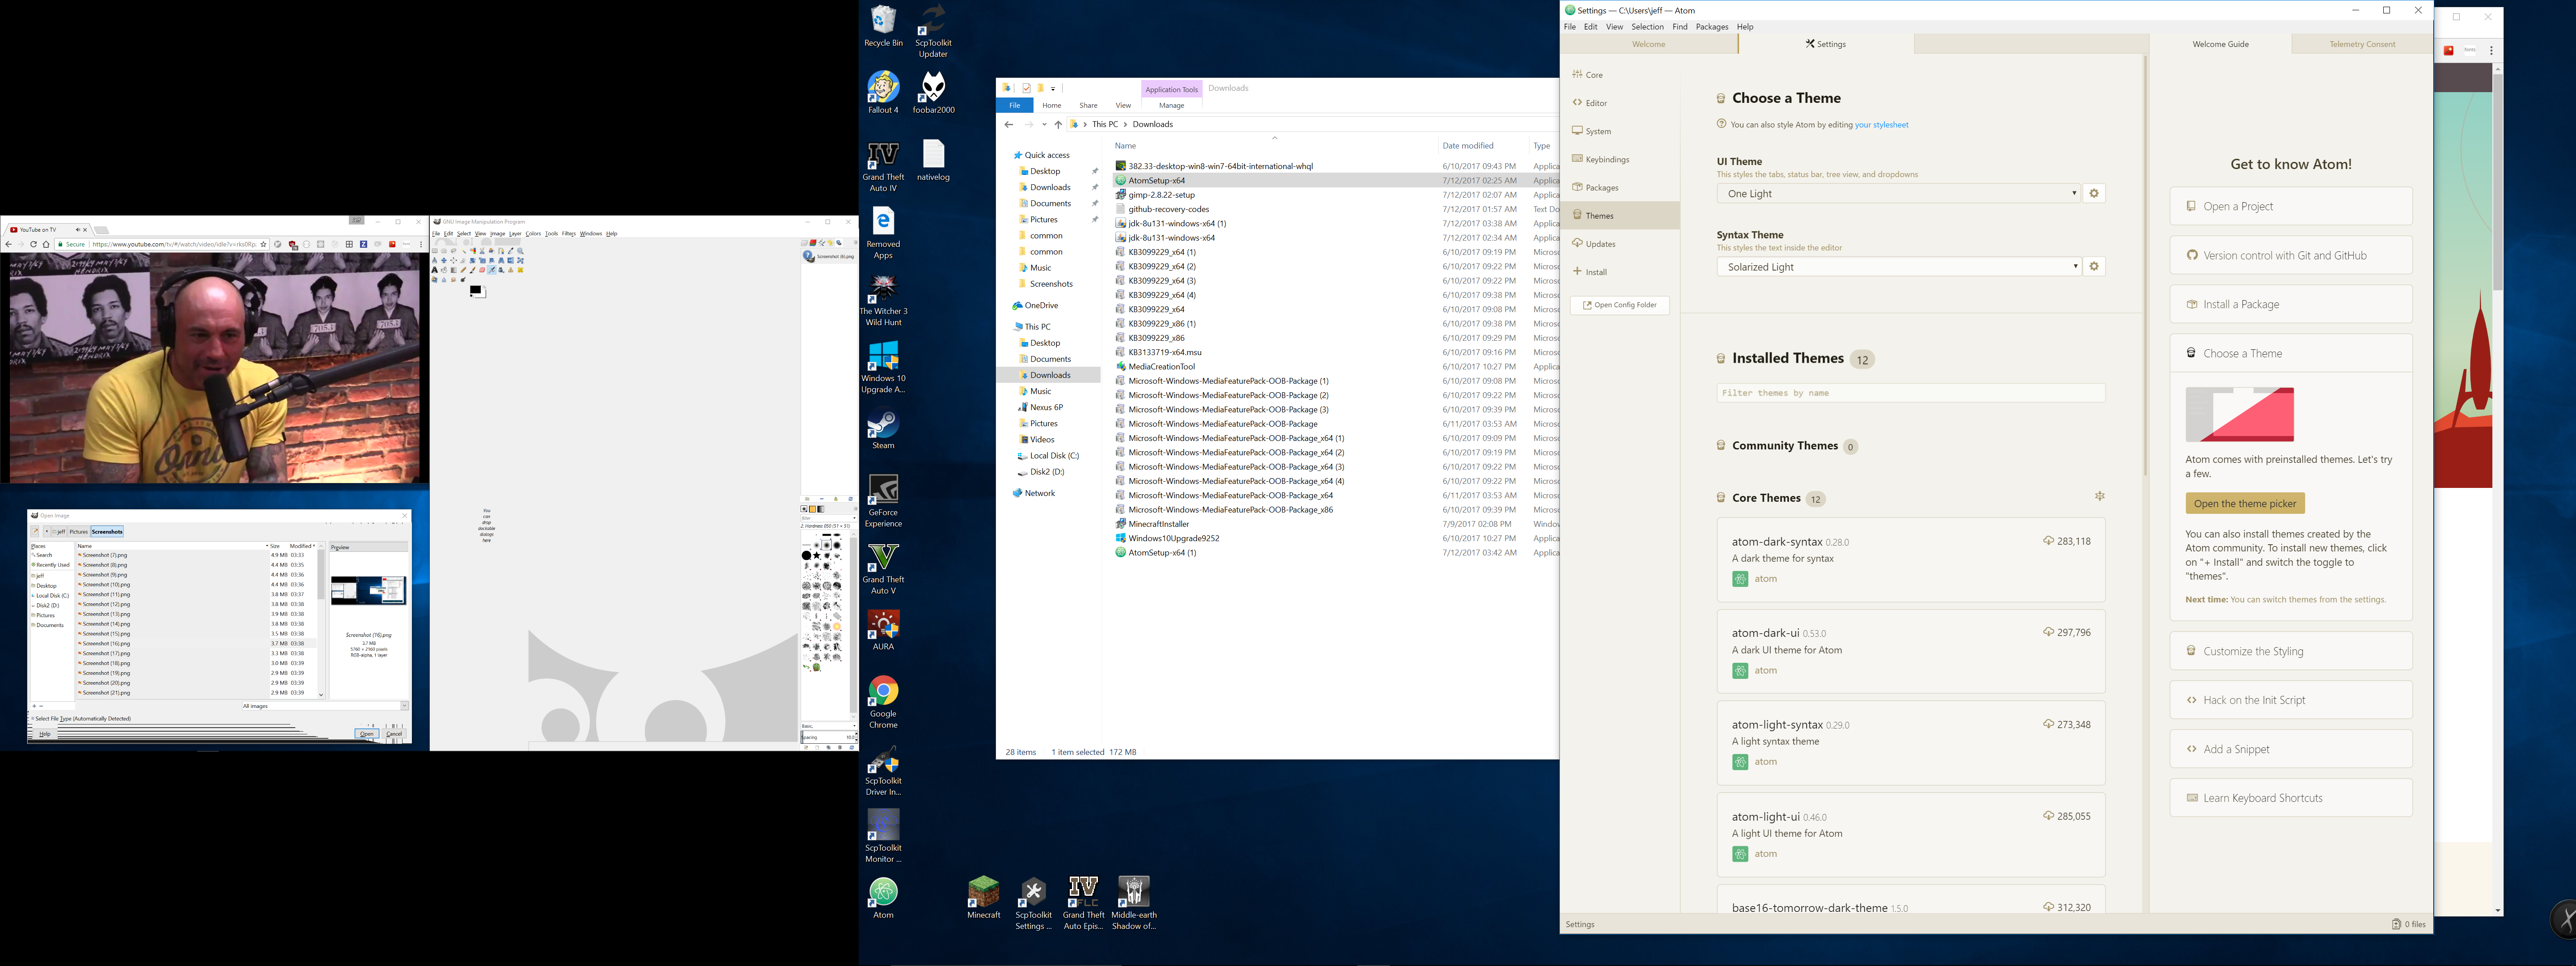 YouTube on TV
Secure
https://www.youtube.com/tv#/watch/video/idle?v=rks0Rp
GNU Image Manipulation Program
File Edit Select View Image Layer Colors Tools Filters Windows Help
Screenshot (6).png
You
can
drop
dockable
dialogs
here
2. Hardness 050 (51 × 51)
Basic,
Spacing 10.0
Open Image
jeff Pictures Screenshots
Places
Search
Recently Used
jeff
Desktop
Local Disk (C:)
Disk2 (D:)
Pictures
Documents
Name Size Modified
Screenshot (7).png 4.9 MB 03:33
Screenshot (8).png 4.4 MB 03:35
Screenshot (9).png 4.4 MB 03:36
Screenshot (10).png 4.4 MB 03:36
Screenshot (11).png 3.8 MB 03:37
Screenshot (12).png 3.8 MB 03:38
Screenshot (13).png 3.9 MB 03:38
Screenshot (14).png 3.8 MB 03:38
Screenshot (15).png 3.5 MB 03:38
Screenshot (16).png 3.7 MB 03:38
Screenshot (17).png 3.3 MB 03:38
Screenshot (18).png 3.0 MB 03:39
Screenshot (19).png 2.9 MB 03:39
Screenshot (20).png 2.9 MB 03:39
Screenshot (21).png 2.9 MB 03:39
Preview
Screenshot (16).png
3.7 MB
5760 × 2160 pixels
RGB-alpha, 1 layer
All images
Select File Type (Automatically Detected)
Help Open Cancel
Recycle Bin
ScpToolkit
Updater
Fallout 4
foobar2000
Grand Theft
Auto IV
nativelog
Removed
Apps
The Witcher 3
Wild Hunt
Windows 10
Upgrade A...
Steam
GeForce
Experience
Grand Theft
Auto V
AURA
Google
Chrome
ScpToolkit
Driver In...
ScpToolkit
Monitor ...
Atom
Minecraft
ScpToolkit
Settings ...
Grand Theft
Auto Epis...
Middle-earth
Shadow of...
Application Tools
Downloads
File Home Share View Manage
This PC > Downloads
Quick access
Desktop
Downloads
Documents
Pictures
common
common
Music
Screenshots
OneDrive
This PC
Desktop
Documents
Downloads
Music
Nexus 6P
Pictures
Videos
Local Disk (C:)
Disk2 (D:)
Network
Name Date modified Type
382.33-desktop-win8-win7-64bit-international-whql 6/10/2017 09:43 PM Applica
AtomSetup-x64 7/12/2017 02:25 AM Applica
gimp-2.8.22-setup 7/12/2017 02:07 AM Applica
github-recovery-codes 7/12/2017 01:57 AM Text Do
jdk-8u131-windows-x64 (1) 7/12/2017 03:38 AM Applica
jdk-8u131-windows-x64 7/12/2017 02:34 AM Applica
KB3099229_x64 (1) 6/10/2017 09:19 PM Microso
KB3099229_x64 (2) 6/10/2017 09:22 PM Microso
KB3099229_x64 (3) 6/10/2017 09:22 PM Microso
KB3099229_x64 (4) 6/10/2017 09:38 PM Microso
KB3099229_x64 6/10/2017 09:08 PM Microso
KB3099229_x86 (1) 6/10/2017 09:38 PM Microso
KB3099229_x86 6/10/2017 09:29 PM Microso
KB3133719-x64.msu 6/10/2017 09:16 PM Microso
MediaCreationTool 6/10/2017 10:27 PM Applica
Microsoft-Windows-MediaFeaturePack-OOB-Package (1) 6/10/2017 09:08 PM Microso
Microsoft-Windows-MediaFeaturePack-OOB-Package (2) 6/10/2017 09:22 PM Microso
Microsoft-Windows-MediaFeaturePack-OOB-Package (3) 6/10/2017 09:39 PM Microso
Microsoft-Windows-MediaFeaturePack-OOB-Package 6/11/2017 03:53 AM Microso
Microsoft-Windows-MediaFeaturePack-OOB-Package_x64 (1) 6/10/2017 09:09 PM Microso
Microsoft-Windows-MediaFeaturePack-OOB-Package_x64 (2) 6/10/2017 09:19 PM Microso
Microsoft-Windows-MediaFeaturePack-OOB-Package_x64 (3) 6/10/2017 09:22 PM Microso
Microsoft-Windows-MediaFeaturePack-OOB-Package_x64 (4) 6/10/2017 09:22 PM Microso
Microsoft-Windows-MediaFeaturePack-OOB-Package_x64 6/11/2017 03:53 AM Microso
Microsoft-Windows-MediaFeaturePack-OOB-Package_x86 6/10/2017 09:39 PM Microso
MinecraftInstaller 7/9/2017 02:08 PM Window
Windows10Upgrade9252 6/10/2017 10:27 PM Applica
AtomSetup-x64 (1) 7/12/2017 03:42 AM Applica
28 items 1 item selected 172 MB
Settings — C:\Users\jeff — Atom
File Edit View Selection Find Packages Help
Welcome
Settings
Core
Editor
System
Keybindings
Packages
Themes
Updates
Install
Open Config Folder
Choose a Theme
You can also style Atom by editing your stylesheet
UI Theme
This styles the tabs, status bar, tree view, and dropdowns
One Light
Syntax Theme
This styles the text inside the editor
Solarized Light
Installed Themes 12
Filter themes by name
Community Themes 0
Core Themes 12
atom-dark-syntax 0.28.0 283,118
A dark theme for syntax
atom
atom-dark-ui 0.53.0 297,796
A dark UI theme for Atom
atom
atom-light-syntax 0.29.0 273,348
A light syntax theme
atom
atom-light-ui 0.46.0 285,055
A light UI theme for Atom
atom
base16-tomorrow-dark-theme 1.5.0 312,320
Settings
Welcome Guide
Telemetry Consent
Get to know Atom!
Open a Project
Version control with Git and GitHub
Install a Package
Choose a Theme
Atom comes with preinstalled themes. Let's try
a few.
Open the theme picker
You can also install themes created by the
Atom community. To install new themes, click
on "+ Install" and switch the toggle to
"themes".
Next time: You can switch themes from the settings.
Customize the Styling
Hack on the Init Script
Add a Snippet
Learn Keyboard Shortcuts
0 files